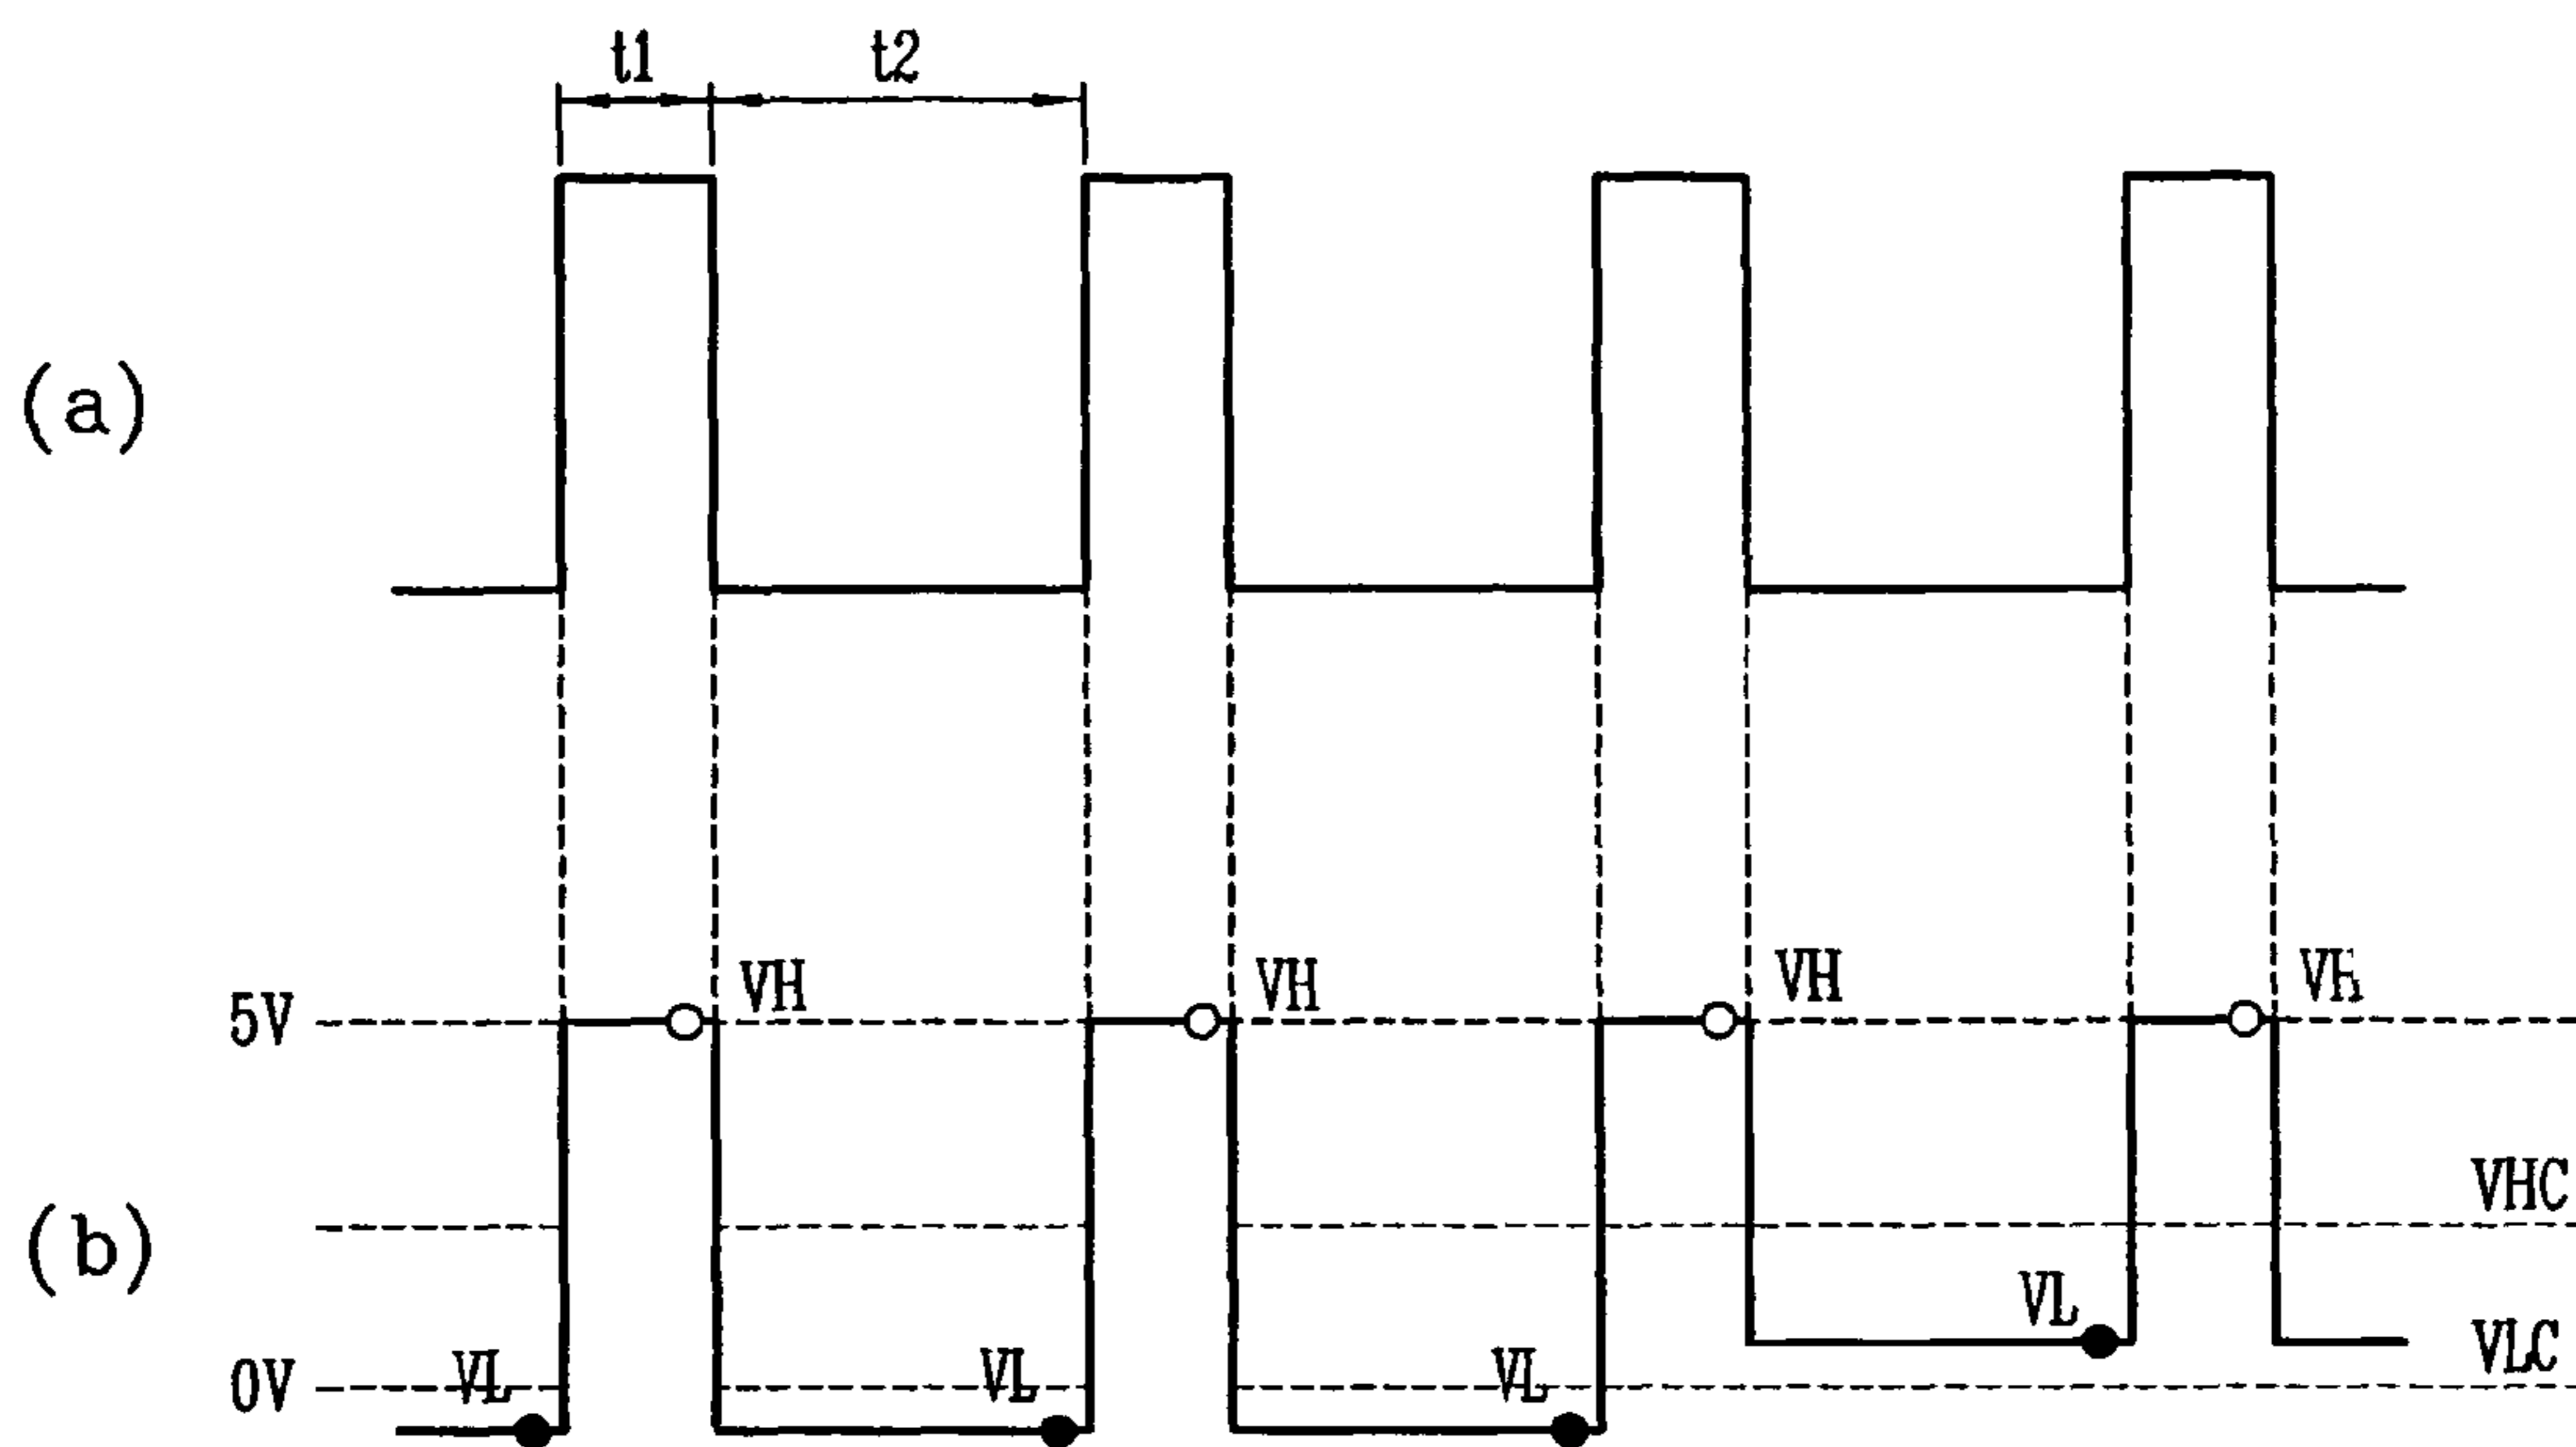 t1 t2
(a)
5V VH VH VH VH
VHC
(b)
VL
VLC
0V VL VL VL